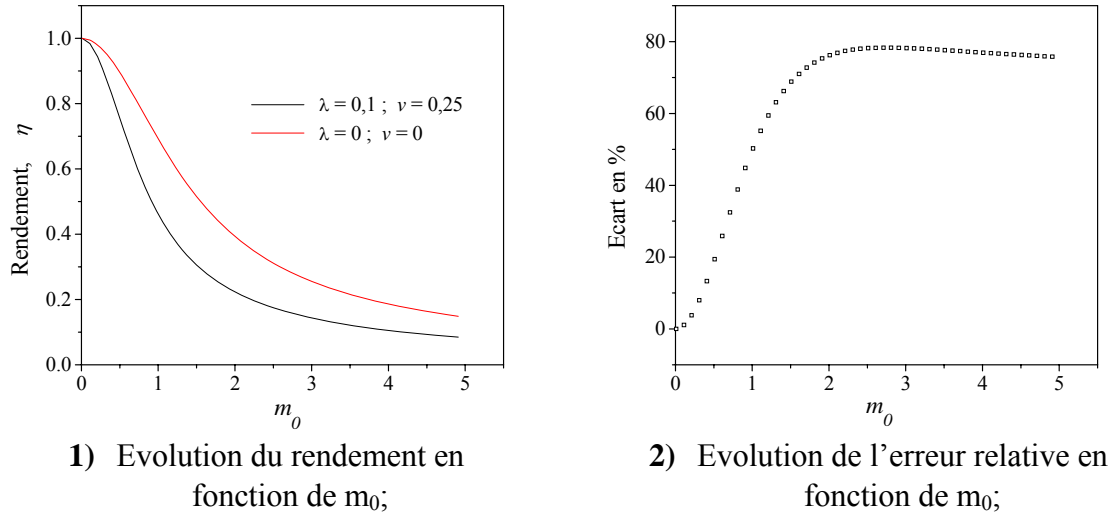 1.0
0.8
0.6
0.4
0.2
0.0
Rendement, η
λ = 0,1 ; ν = 0,25
λ = 0 ; ν = 0
0 1 2 3 4 5
m0
80
60
40
20
0
Ecart en %
0 1 2 3 4 5
m0
1) Evolution du rendement en
fonction de m0;
2) Evolution de l’erreur relative en
fonction de m0;